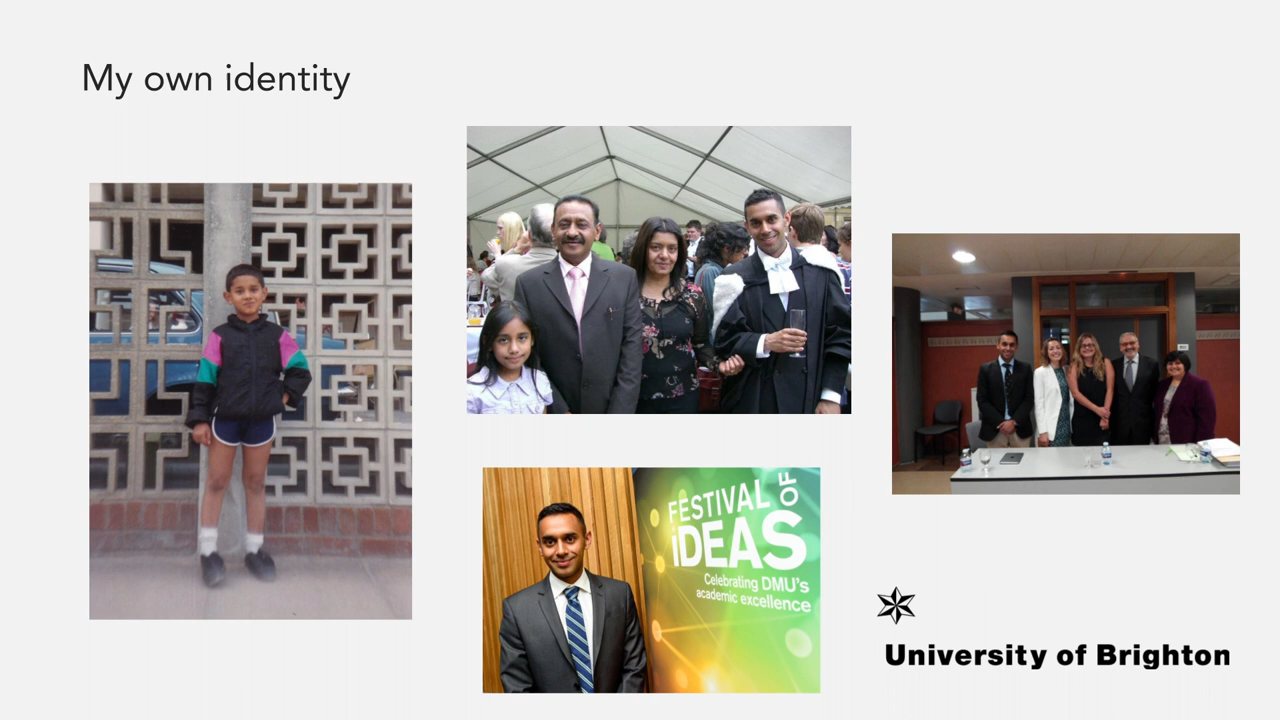 My own identity
FESTIVAL OF
iDEAS
Celebrating DMU's
academic excellence
University of Brighton